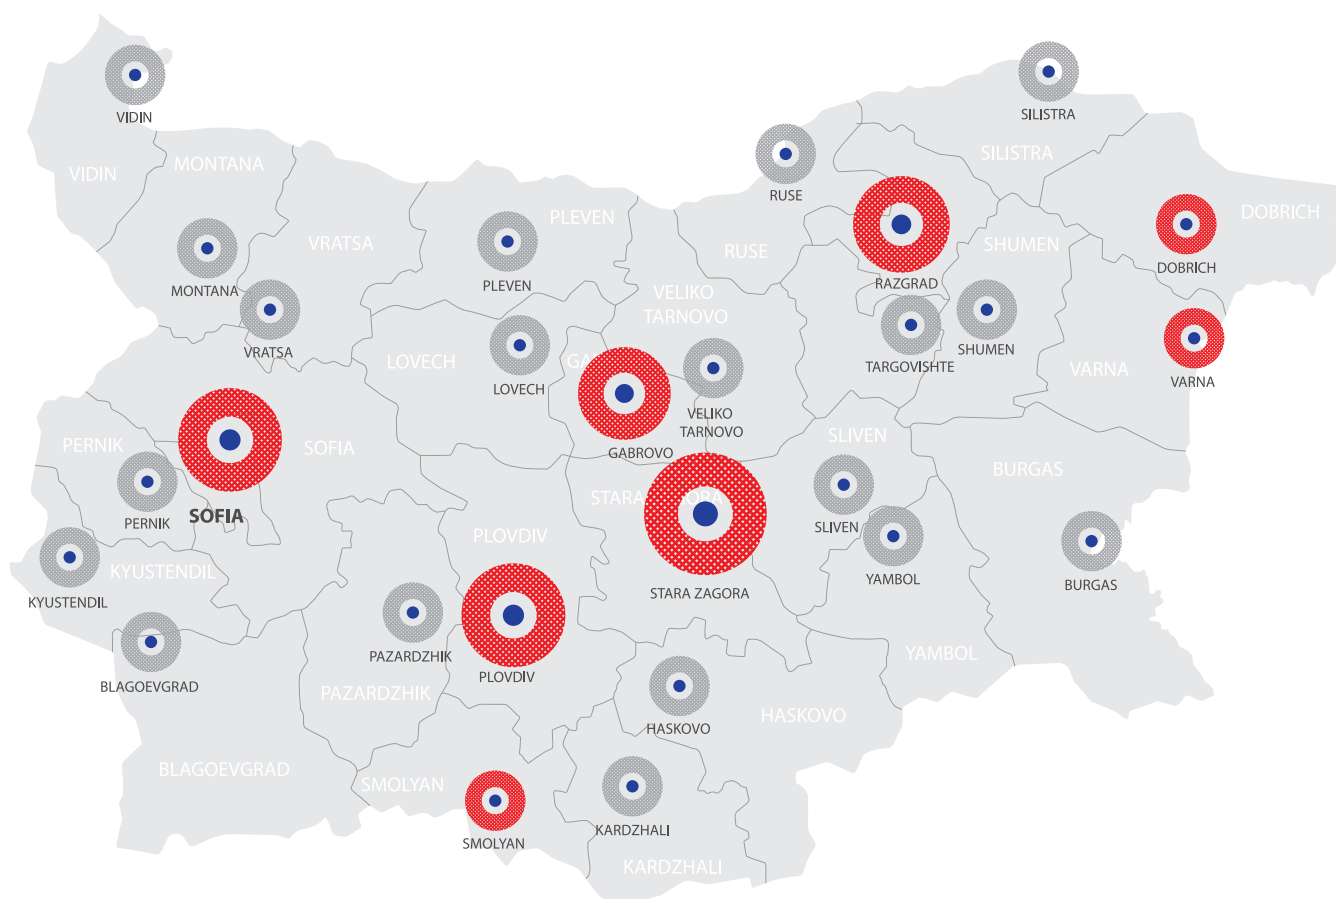 VIDIN
SILISTRA
SILISTRA
MONTANA
VIDIN
RUSE
PLEVEN
DOBRICH
VRATSA
RUSE
SHUMEN
DOBRICH
MONTANA
PLEVEN
RAZGRAD
VELIKO
TARNOVO
VRATSA
LOVECH
GA
LOVECH
TARGOVISHTE
SHUMEN
VARNA
VARNA
VELIKO
TARNOVO
PERNIK
SOFIA
GABROVO
SLIVEN
BURGAS
STARA ZAGORA
PERNIK
SOFIA
SLIVEN
PLOVDIV
KYUSTENDIL
KYUSTENDIL
YAMBOL
BURGAS
STARA ZAGORA
PAZARDZHIK
PLOVDIV
YAMBOL
BLAGOEVGRAD
PAZARDZHIK
HASKOVO
HASKOVO
BLAGOEVGRAD
SMOLYAN
SMOLYAN
KARDZHALI
KARDZHALI